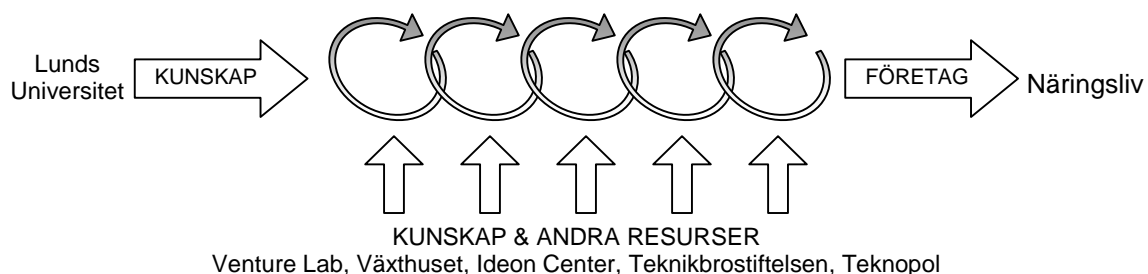 Lunds
Universitet
KUNSKAP
FÖRETAG
Näringsliv
KUNSKAP & ANDRA RESURSER
Venture Lab, Växthuset, Ideon Center, Teknikbrostiftelsen, Teknopol